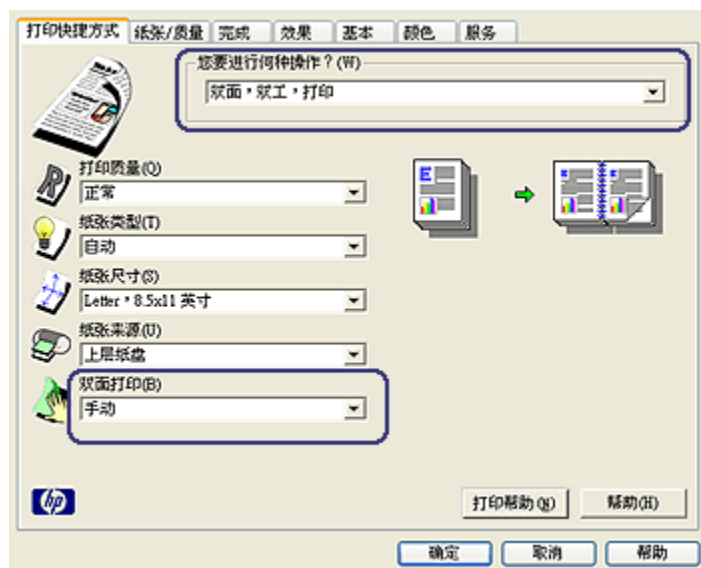 打印快捷方式 纸张/质量 完成 效果 基本 颜色 服务
您要进行何种操作？(W)
双面，双工，打印
打印质量(Q)
正常
纸张类型(T)
自动
纸张尺寸(S)
Letter，8.5x11 英寸
纸张来源(U)
上层纸盘
双面打印(B)
手动
hp
打印帮助(N) 帮助(H)
确定 取消 帮助